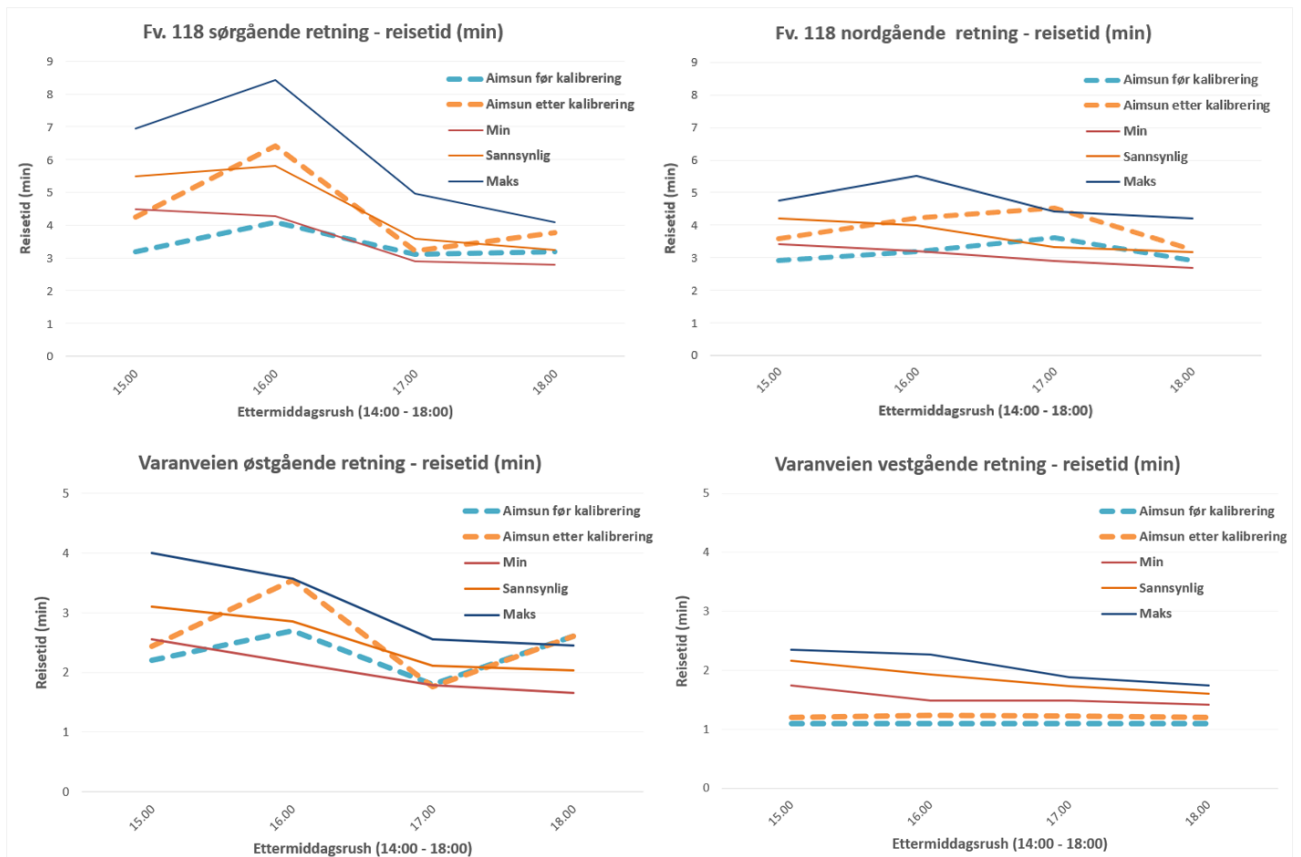 Fv. 118 sørgående retning - reisetid (min)
9
8
7
6
5
4
3
2
1
0
Reisetid (min)
Aimsun før kalibrering
Aimsun etter kalibrering
Min
Sannsynlig
Maks
15.00
16.00
17.00
18.00
Ettermiddagsrush (14:00 - 18:00)
Fv. 118 nordgående  retning - reisetid (min)
9
8
7
6
5
4
3
2
1
0
Reisetid (min)
Aimsun før kalibrering
Aimsun etter kalibrering
Min
Sannsynlig
Maks
15.00
16.00
17.00
18.00
Ettermiddagsrush (14:00 - 18:00)
Varanveien østgående retning - reisetid (min)
5
4
3
2
1
0
Reisetid (min)
Aimsun før kalibrering
Aimsun etter kalibrering
Min
Sannsynlig
Maks
15.00
16.00
17.00
18.00
Ettermiddagsrush (14:00 - 18:00)
Varanveien vestgående retning - reisetid (min)
5
4
3
2
1
0
Reisetid (min)
Aimsun før kalibrering
Aimsun etter kalibrering
Min
Sannsynlig
Maks
15.00
16.00
17.00
18.00
Ettermiddagsrush (14:00 - 18:00)